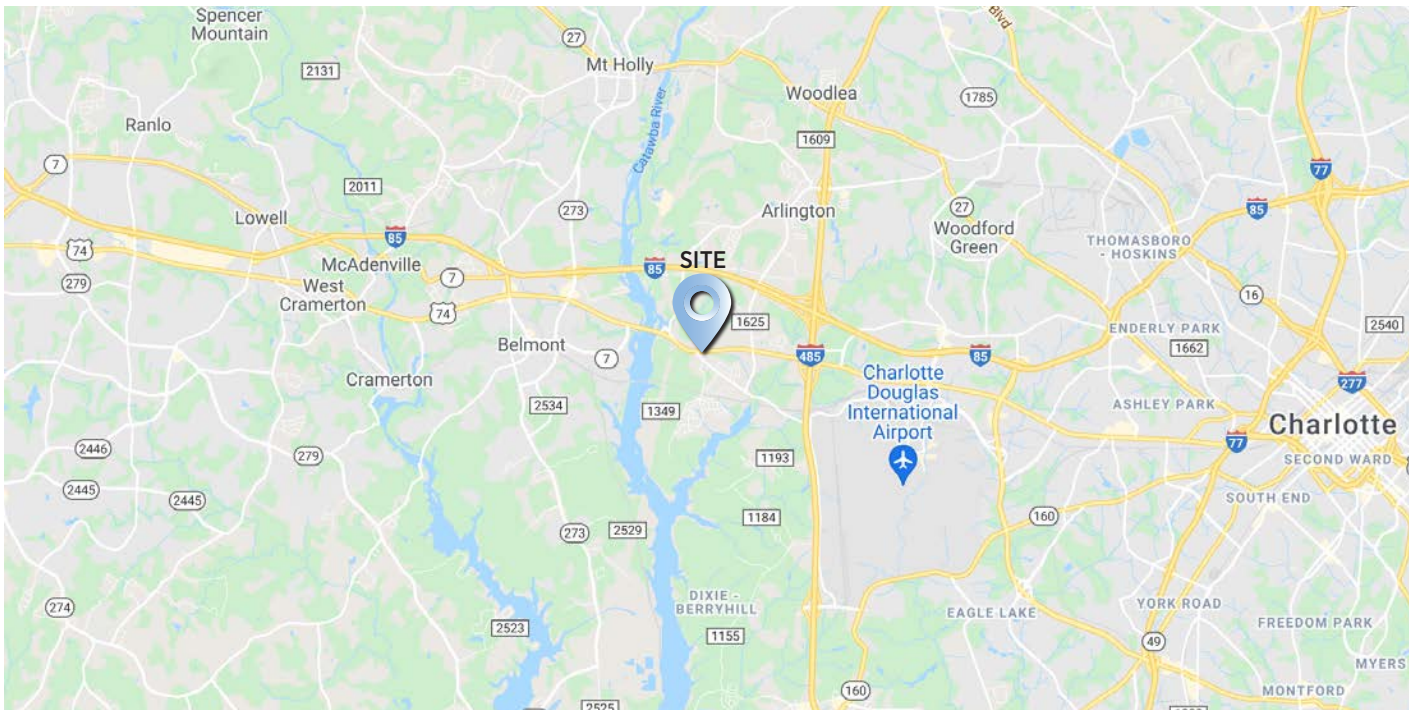 Spencer
Mountain
27
Blvd
2131
Mt Holly
Woodlea
1785
Ranlo
Catawba River
1609
7
77
2011
Lowell
273
Arlington
27
85
Woodford
Green
85
74
THOMASBORO
- HOSKINS
279
McAdenville
7
85
SITE
West
Cramerton
74
16
1625
ENDERLY PARK
2540
Belmont
7
485
85
1662
Cramerton
Charlotte
Douglas
International
Airport
277
2534
1349
ASHLEY PARK
Charlotte
77
2446
279
1193
SECOND WARD
2445
2445
SOUTH END
1184
160
273
2529
DIXIE -
BERRYHILL
274
EAGLE LAKE
YORK ROAD
2523
1155
FREEDOM PARK
49
MYERS
160
MONTFORD
2525